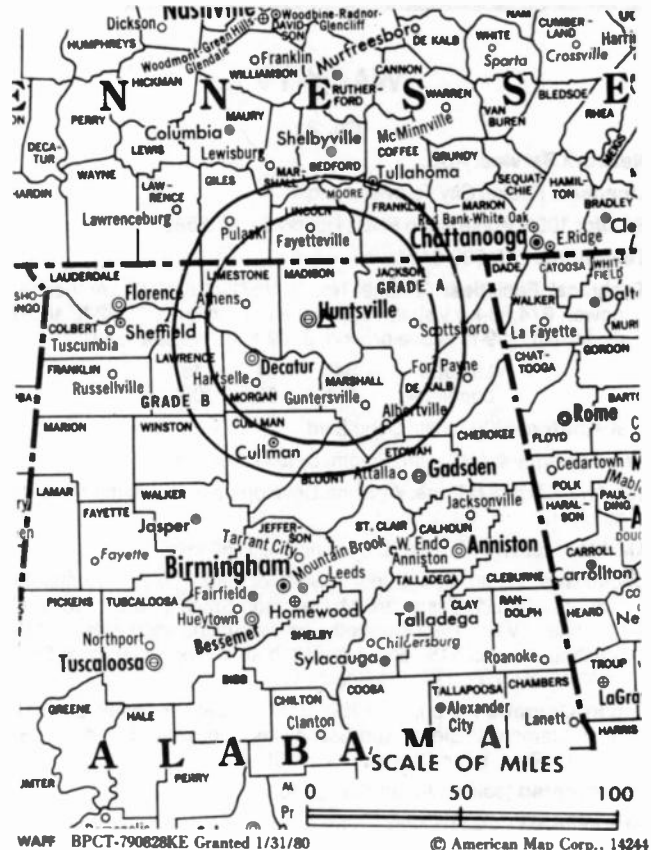 Nashville
Dickson
Woodbine-Radnor-
Glencliff
DAVID-
SON
RAM
CUMBER-
LAND
HUMPHREYS
Woodmont-Green Hills
Glendale
Franklin
Murfreesboro
DE KALB
WHITE
Sparta
Crossville
HICKMAN
WILLIAMSON
CANNON
E N N E S S E
RUTHER-
FORD
WARREN
VAN
BUREN
BLEDSOE
RHEA
PERRY
MAURY
Columbia
Shelbyville
McMinnville
COFFEE
DECA-
TUR
LEWIS
Lewisburg
BEDFORD
GRUNDY
MEIGS
WAYNE
MAR-
SHALL
Tullahoma
SEQUAT-
CHIE
HAMIL-
TON
HARDIN
LAW-
RENCE
GILES
MOORE
BRADLEY
Lawrenceburg
LINCOLN
FRANKLIN
MARION
Pulaski
Fayetteville
Red Bank-White Oak
Chattanooga
E.Ridge
LAUDERDALE
LIMESTONE
MADISON
JACKSON
DADE
CATOOSA
WHIT-
FIELD
GRADE A
Florence
Athens
Huntsville
WALKER
Dalt
COLBERT
Sheffield
Scottsboro
La Fayette
MUR
Tuscumbia
LAWRENCE
Decatur
Fort Payne
CHAT-
TOOGA
GORDON
FRANKLIN
Russellville
Hartselle
MORGAN
MARSHALL
Guntersville
DE KALB
GRADE B
Albertville
BARTO
MARION
WINSTON
CULLMAN
CHEROKEE
Rome
FLOYD
Cullman
ETOWAH
BLOUNT
Attalla
Gadsden
Cedartown
POLK
LAMAR
WALKER
Jacksonville
HARAL-
SON
PAUL-
DING
FAYETTE
Jasper
JEFFER-
SON
ST. CLAIR
CALHOUN
Fayette
Tarrant City
Mountain Brook
W. End
Anniston
Anniston
CARROLL
Birmingham
Leeds
Carrollton
Fairfield
TALLADEGA
CLEBURNE
PICKENS
TUSCALOOSA
Hueytown
Homewood
Talladega
CLAY
RAN-
DOLPH
HEARD
Bessemer
SHELBY
Northport
Childersburg
Tuscaloosa
Sylacauga
Roanoke
TROUP
BIBB
COOSA
TALLAPOOSA
CHAMBERS
LaGra
GREENE
HALE
CHILTON
Clanton
Alexander
City
Lanett
HARRIS
A L A B A M A
PERRY
SCALE OF MILES
0 50 100
WAPF BPCT-790828KE Granted 1/31/80
© American Map Corp., 14244